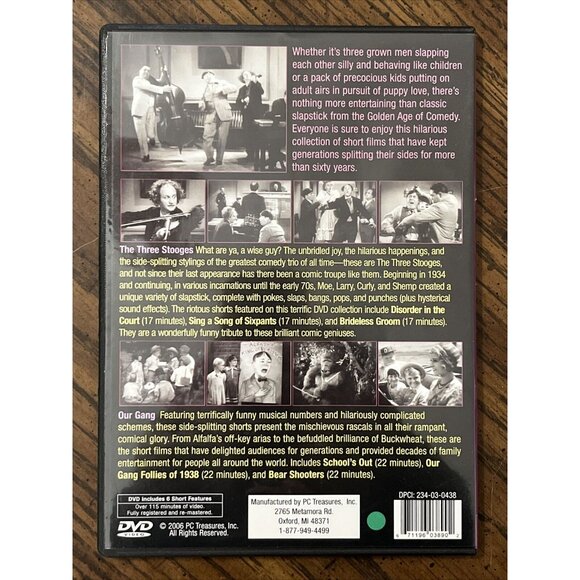 Whether it's three grown men slapping
each other silly and behaving like children
or a pack of precocious kids putting on
adult airs in pursuit of puppy love, there's
nothing more entertaining than classic
slapstick from the Golden Age of Comedy.
Everyone is sure to enjoy this hilarious
collection of short films that have kept
generations splitting their sides for more
than sixty years.
The Three Stooges What are ya, a wise guy? The unbridled joy, the hilarious happenings, and
the side-splitting stylings of the greatest comedy trio of all time—these are The Three Stooges,
and not since their last appearance has there been a comic troupe like them. Beginning in 1934
and continuing, in various incarnations until the early 70s, Moe, Larry, Curly, and Shemp created a
unique variety of slapstick, complete with pokes, slaps, bangs, pops, and punches (plus hysterical
sound effects). The riotous shorts featured on this terrific DVD collection include Disorder in the
Court (17 minutes), Sing a Song of Sixpants (17 minutes), and Brideless Groom (17 minutes).
They are a wonderfully funny tribute to these brilliant comic geniuses.
Our Gang Featuring terrifically funny musical numbers and hilariously complicated
schemes, these side-splitting shorts present the mischievous rascals in all their rampant,
comical glory. From Alfalfa's off-key arias to the befuddled brilliance of Buckwheat, these are
the short films that have delighted audiences for generations and provided decades of family
entertainment for people all around the world. Includes School's Out (22 minutes), Our
Gang Follies of 1938 (22 minutes), and Bear Shooters (22 minutes).
DVD includes 6 Short Features
Over 115 minutes of video.
Fully registered and re-mastered.
DVD
VIDEO
© 2006 PC Treasures, Inc.
All Rights Reserved.
Manufactured by PC Treasures, Inc.
2765 Metamora Rd.
Oxford, MI 48371
1-877-949-4499
DPCI: 234-03-0438
6 71196 03890 2